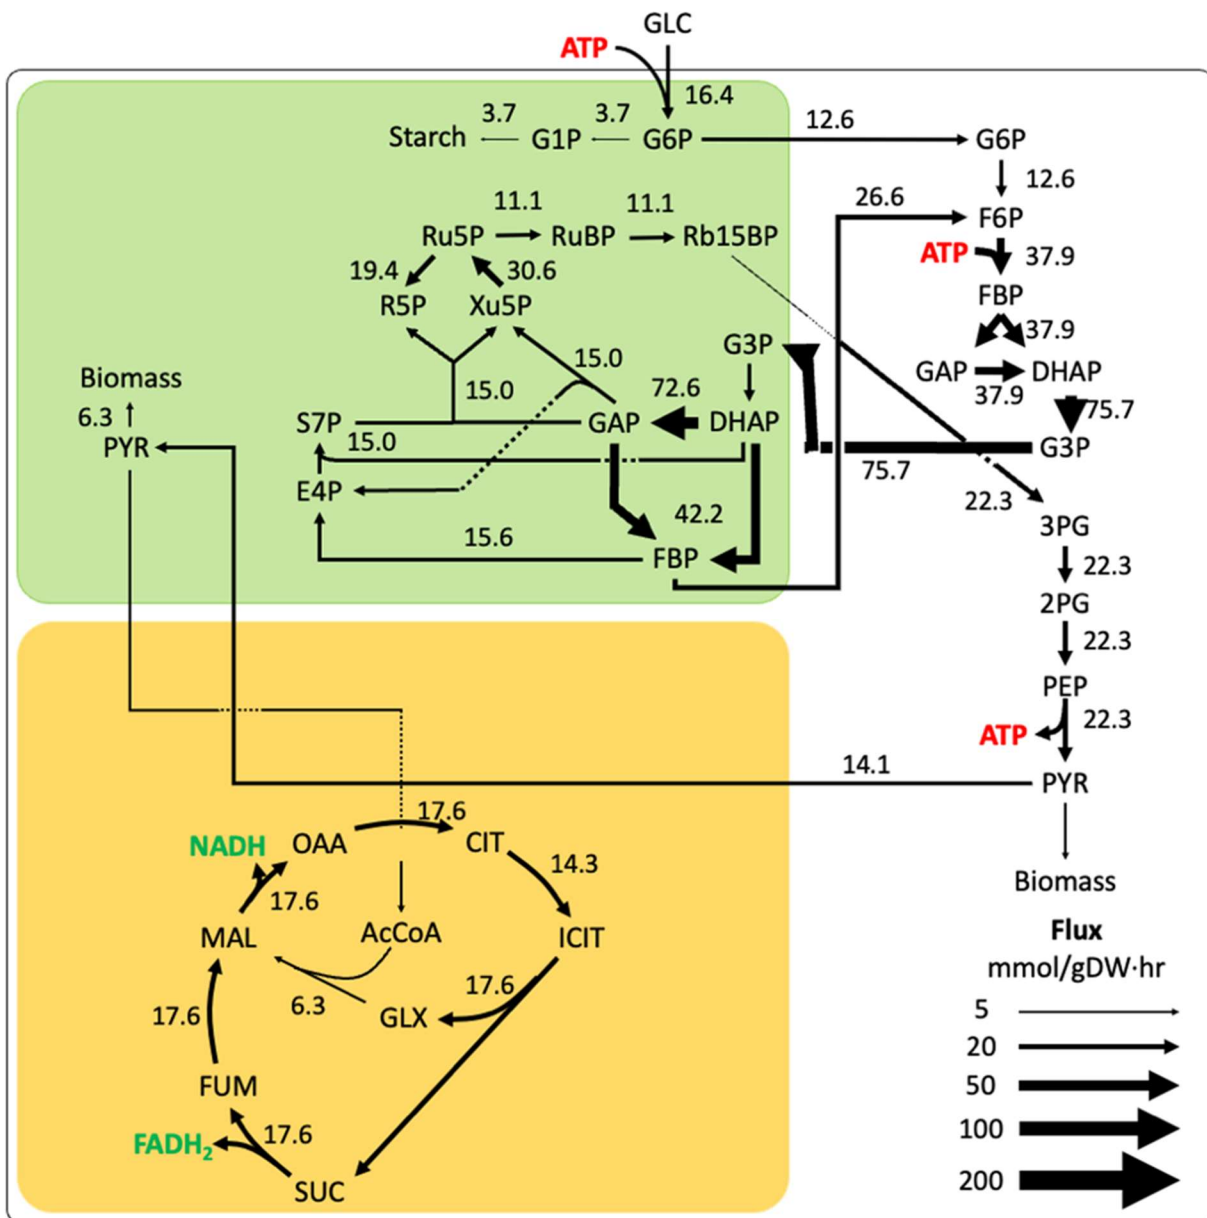 GLC
ATP
16.4
3.7
3.7
12.6
Starch
G1P
G6P
G6P
12.6
11.1
11.1
26.6
F6P
Ru5P
RuBP
Rb15BP
ATP
37.9
19.4
30.6
R5P
Xu5P
FBP
37.9
G3P
15.0
GAP
DHAP
Biomass
37.9
72.6
15.0
75.7
6.3
S7P
GAP
DHAP
PYR
15.0
G3P
75.7
E4P
22.3
42.2
3PG
15.6
FBP
22.3
2PG
22.3
PEP
22.3
ATP
14.1
PYR
17.6
NADH
OAA
CIT
14.3
17.6
Biomass
MAL
AcCoA
ICIT
Flux
mmol/gDW·hr
17.6
6.3
GLX
17.6
5
20
FUM
50
17.6
FADH2
100
SUC
200